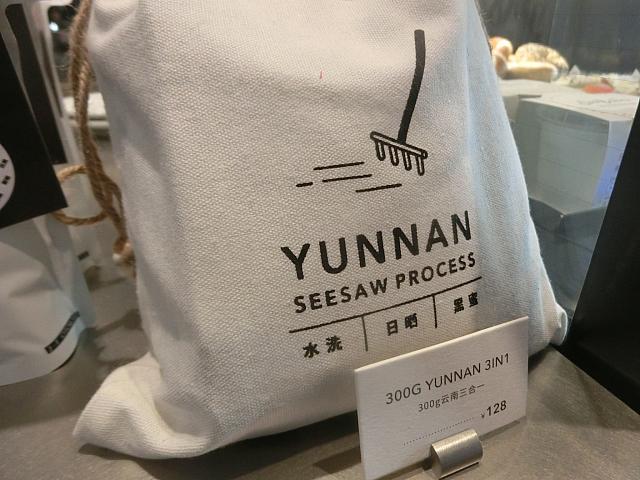 YUNNAN
SEESAW PROCESS
水洗 日晒 黑蜜
300G YUNNAN 3IN1
300g云南三合一
¥128